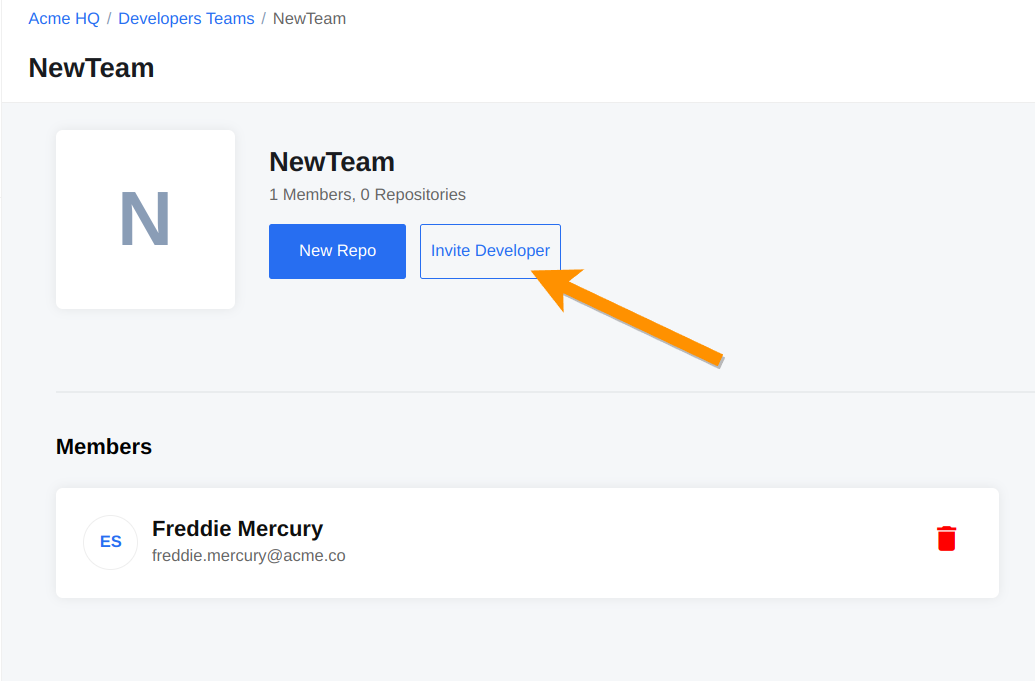 Acme HQ / Developers Teams / NewTeam
NewTeam
N
NewTeam
1 Members, 0 Repositories
New Repo
Invite Developer
Members
ES
Freddie Mercury
freddie.mercury@acme.co